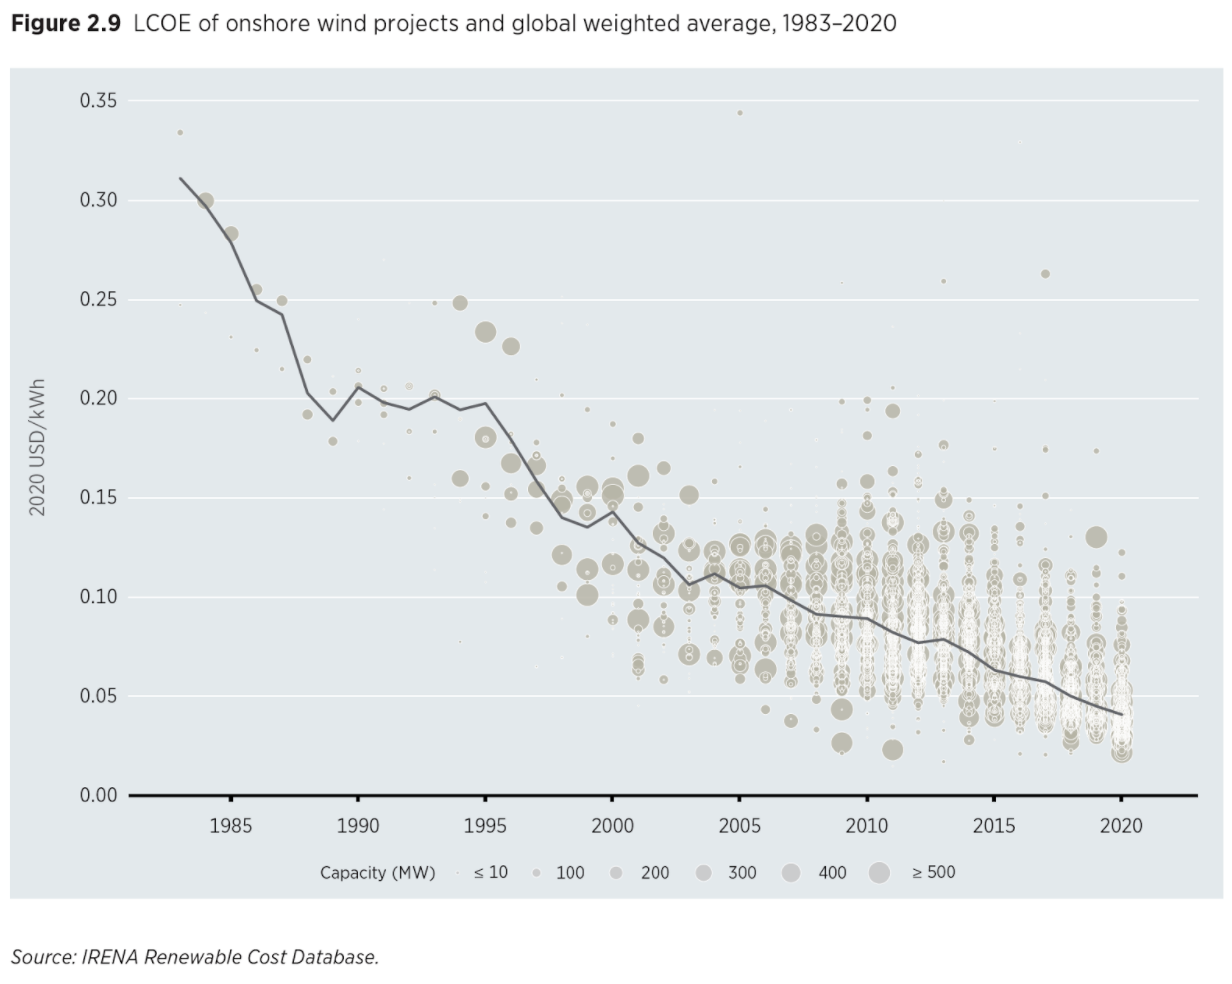 Figure 2.9 LCOE of onshore wind projects and global weighted average, 1983–2020
2020 USD/kWh
0.35
0.30
0.25
0.20
0.15
0.10
0.05
0.00
1985 1990 1995 2000 2005 2010 2015 2020
Capacity (MW) ≤ 10 100 200 300 400 ≥ 500
Source: IRENA Renewable Cost Database.